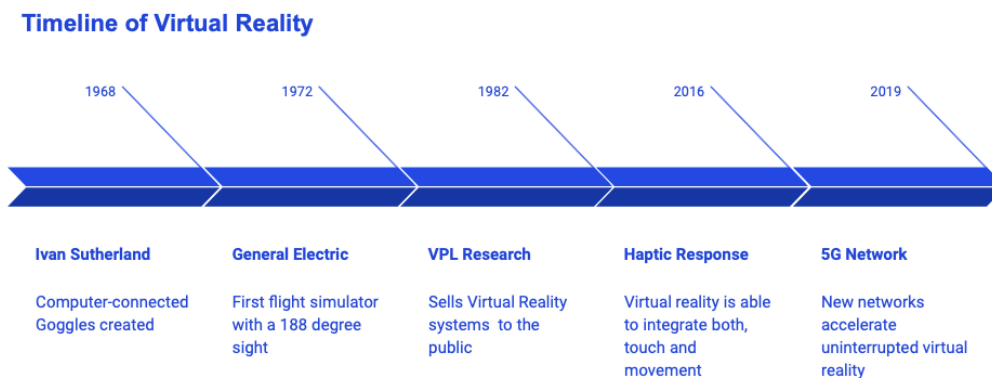 Timeline of Virtual Reality
1968
1972
1982
2016
2019
Ivan Sutherland
Computer-connected
Goggles created
General Electric
First flight simulator
with a 188 degree
sight
VPL Research
Sells Virtual Reality
systems to the
public
Haptic Response
Virtual reality is able
to integrate both,
touch and
movement
5G Network
New networks
accelerate
uninterrupted virtual
reality